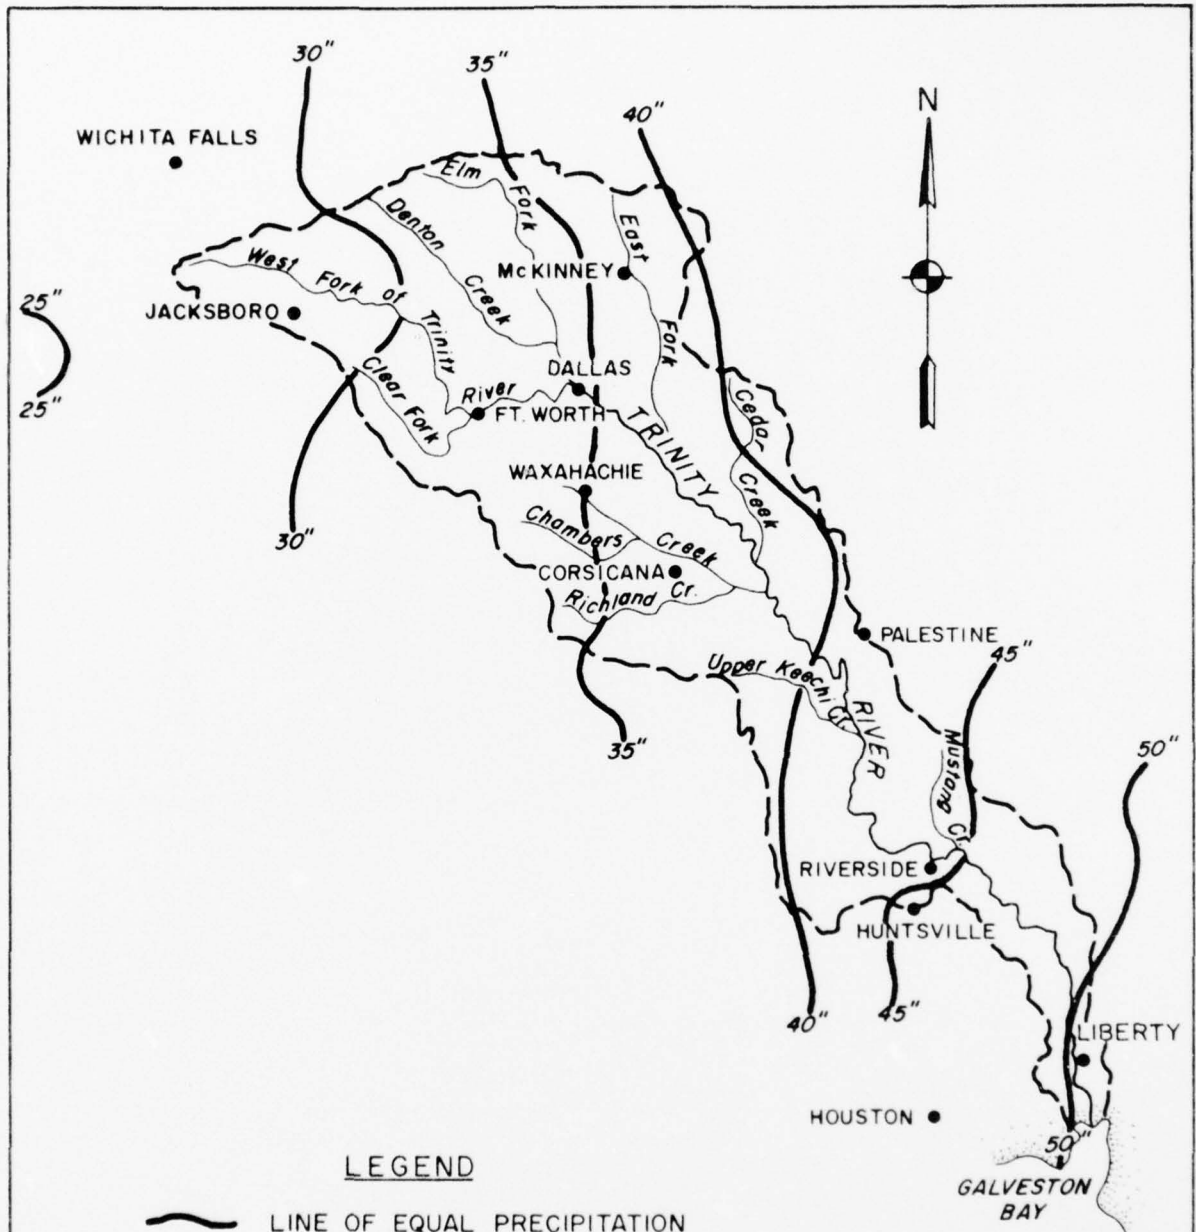 30"
35"
40"
N
WICHITA FALLS
Elm Fork
Denton Creek
East Fork
West Fork of Trinity River
McKINNEY
25"
JACKSBORO
Clear Fork
DALLAS
FT. WORTH
25"
TRINITY RIVER
Cedar Creek
WAXAHACHIE
Chambers Creek
30"
CORSICANA
Richland Cr.
PALESTINE
Upper Keechi Cr.
45"
35"
Mustang Cr.
50"
RIVERSIDE
HUNTSVILLE
40"
45"
LIBERTY
HOUSTON
50"
GALVESTON
BAY
LEGEND
LINE OF EQUAL PRECIPITATION